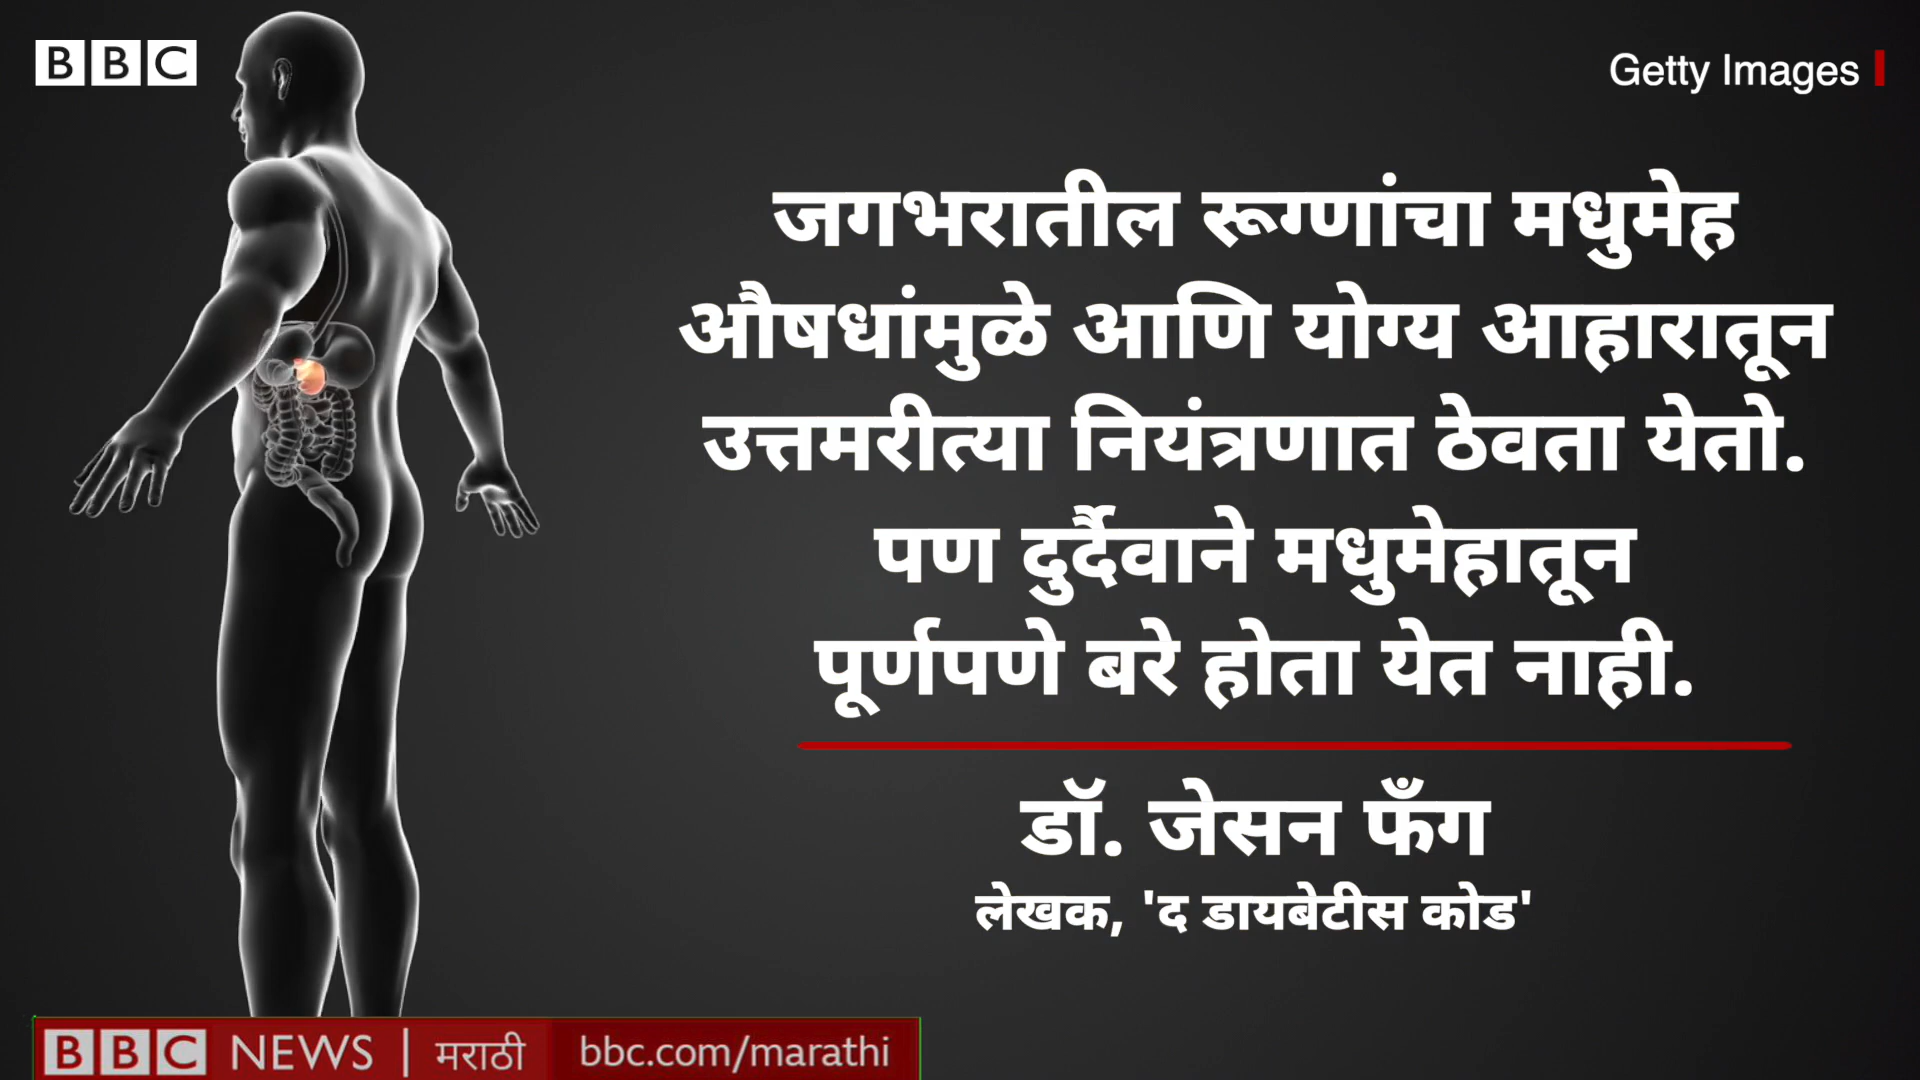 BBC
Getty Images
जगभरातील रूग्णांचा मधुमेह
औषधांमुळे आणि योग्य आहारातून
उत्तमरीत्या नियंत्रणात ठेवता येतो.
पण दुर्दैवाने मधुमेहातून
पूर्णपणे बरे होता येत नाही.
डॉ. जेसन फँग
लेखक, 'द डायबेटीस कोड'
BBC NEWS | मराठी bbc.com/marathi